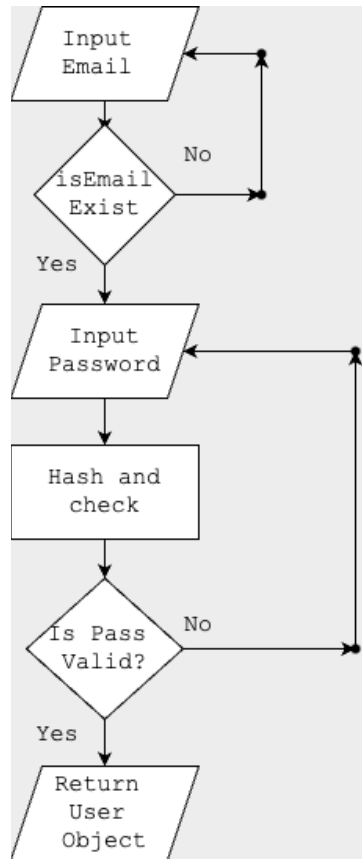 Input
Email
No
isEmail
Exist
Yes
Input
Password
Hash and
check
No
Is Pass
Valid?
Yes
Return
User
Object